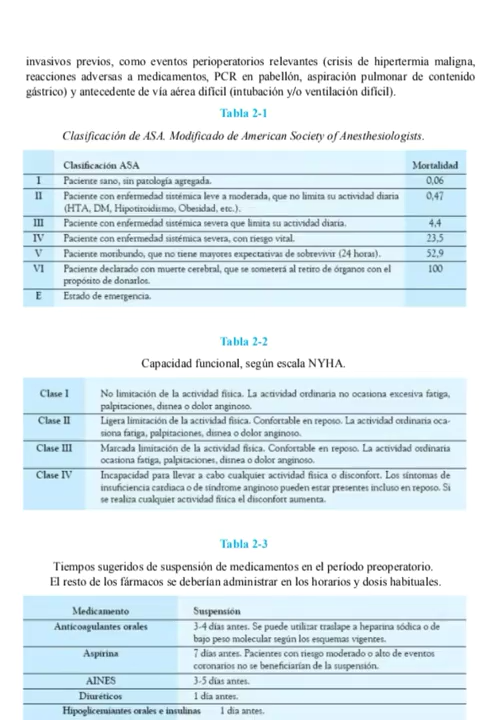 invasivos previos, como eventos perioperatorios relevantes (crisis de hipertermia maligna,
reacciones adversas a medicamentos, PCR en pabellón, aspiración pulmonar de contenido
gástrico) y antecedente de vía aérea difícil (intubación y/o ventilación difícil).
Tabla 2-1
Clasificación de ASA. Modificado de American Society of Anesthesiologists.
Clasificación ASA Mortalidad
I Paciente sano, sin patología agregada. 0,06
II Paciente con enfermedad sistémica leve a moderada, que no limita su actividad diaria 0,47
(HTA, DM, Hipotiroidismo, Obesidad, etc.).
III Paciente con enfermedad sistémica severa que limita su actividad diaria. 4,4
IV Paciente con enfermedad sistémica severa, con riesgo vital. 23,5
V Paciente moribundo, que no tiene mayores expectativas de sobrevivir (24 horas). 52,9
VI Paciente declarado con muerte cerebral, que se someterá al retiro de órganos con el 100
propósito de donarlos.
E Estado de emergencia.
Tabla 2-2
Capacidad funcional, según escala NYHA.
Clase I No limitación de la actividad física. La actividad ordinaria no ocasiona excesiva fatiga,
palpitaciones, disnea o dolor anginoso.
Clase II Ligera limitación de la actividad física. Confortable en reposo. La actividad ordinaria oca-
siona fatiga, palpitaciones, disnea o dolor anginoso.
Clase III Marcada limitación de la actividad física. Confortable en reposo. La actividad ordinaria
ocasiona fatiga, palpitaciones, disnea o dolor anginoso.
Clase IV Incapacidad para llevar a cabo cualquier actividad física o disconfort. Los síntomas de
insuficiencia cardiaca o de síndrome anginoso pueden estar presentes incluso en reposo. Si
se realiza cualquier actividad física el disconfort aumenta.
Tabla 2-3
Tiempos sugeridos de suspensión de medicamentos en el período preoperatorio.
El resto de los fármacos se deberían administrar en los horarios y dosis habituales.
Medicamento Suspensión
Anticoagulantes orales 3-4 días antes. Se puede utilizar traslape a heparina sódica o de
bajo peso molecular según los esquemas vigentes.
Aspirina 7 días antes. Pacientes con riesgo moderado o alto de eventos
coronarios no se beneficiarían de la suspensión.
AINES 3-5 días antes.
Diuréticos 1 día antes.
Hipoglicemiantes orales e insulinas 1 día antes.